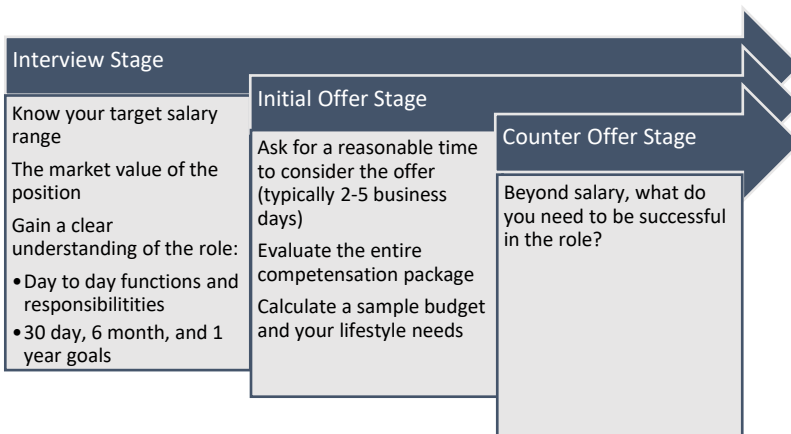 Interview Stage
Know your target salary
range
The market value of the
position
Gain a clear
understanding of the role:
•Day to day functions and
responsibilitities
•30 day, 6 month, and 1
year goals
Initial Offer Stage
Ask for a reasonable time
to consider the offer
(typically 2-5 business
days)
Evaluate the entire
competensation package
Calculate a sample budget
and your lifestyle needs
Counter Offer Stage
Beyond salary, what do
you need to be successful
in the role?